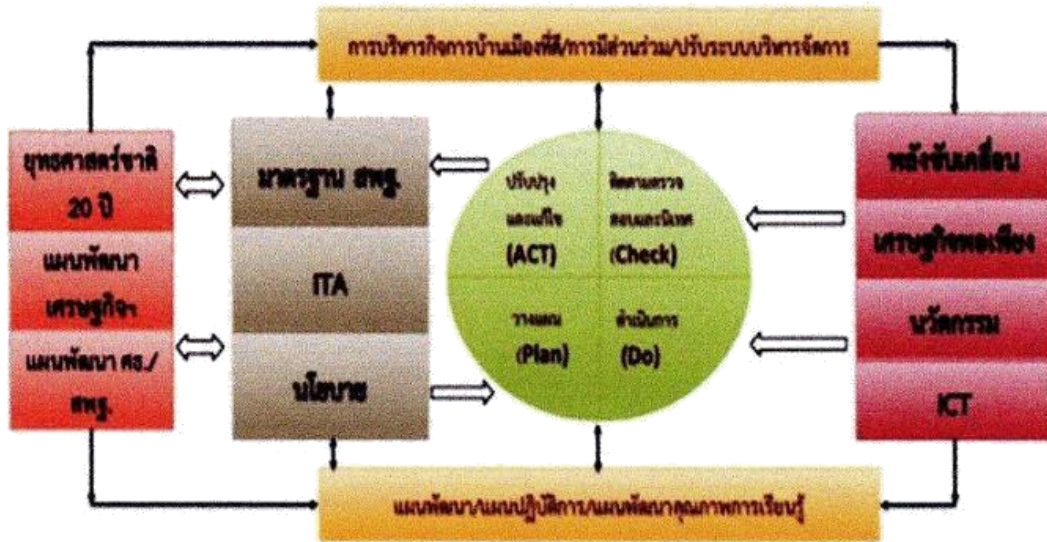 การบริหารกิจการบ้านเมืองที่ดี/การมีส่วนร่วม/ปรับระบบบริหารจัดการ
ยุทธศาสตร์ชาติ
20 ปี
แผนพัฒนา
เศรษฐกิจฯ
แผนพัฒนา ศธ./
สพฐ.
มาตรฐาน สพฐ.
ITA
นโยบาย
ปรับปรุง
และแก้ไข
(ACT)
ติดตามตรวจ
สอบและนิเทศ
(Check)
วางแผน
(Plan)
ดำเนินการ
(Do)
พลังขับเคลื่อน
เศรษฐกิจพอเพียง
นวัตกรรม
ICT
แผนพัฒนา/แผนปฏิบัติการ/แผนพัฒนาคุณภาพการเรียนรู้